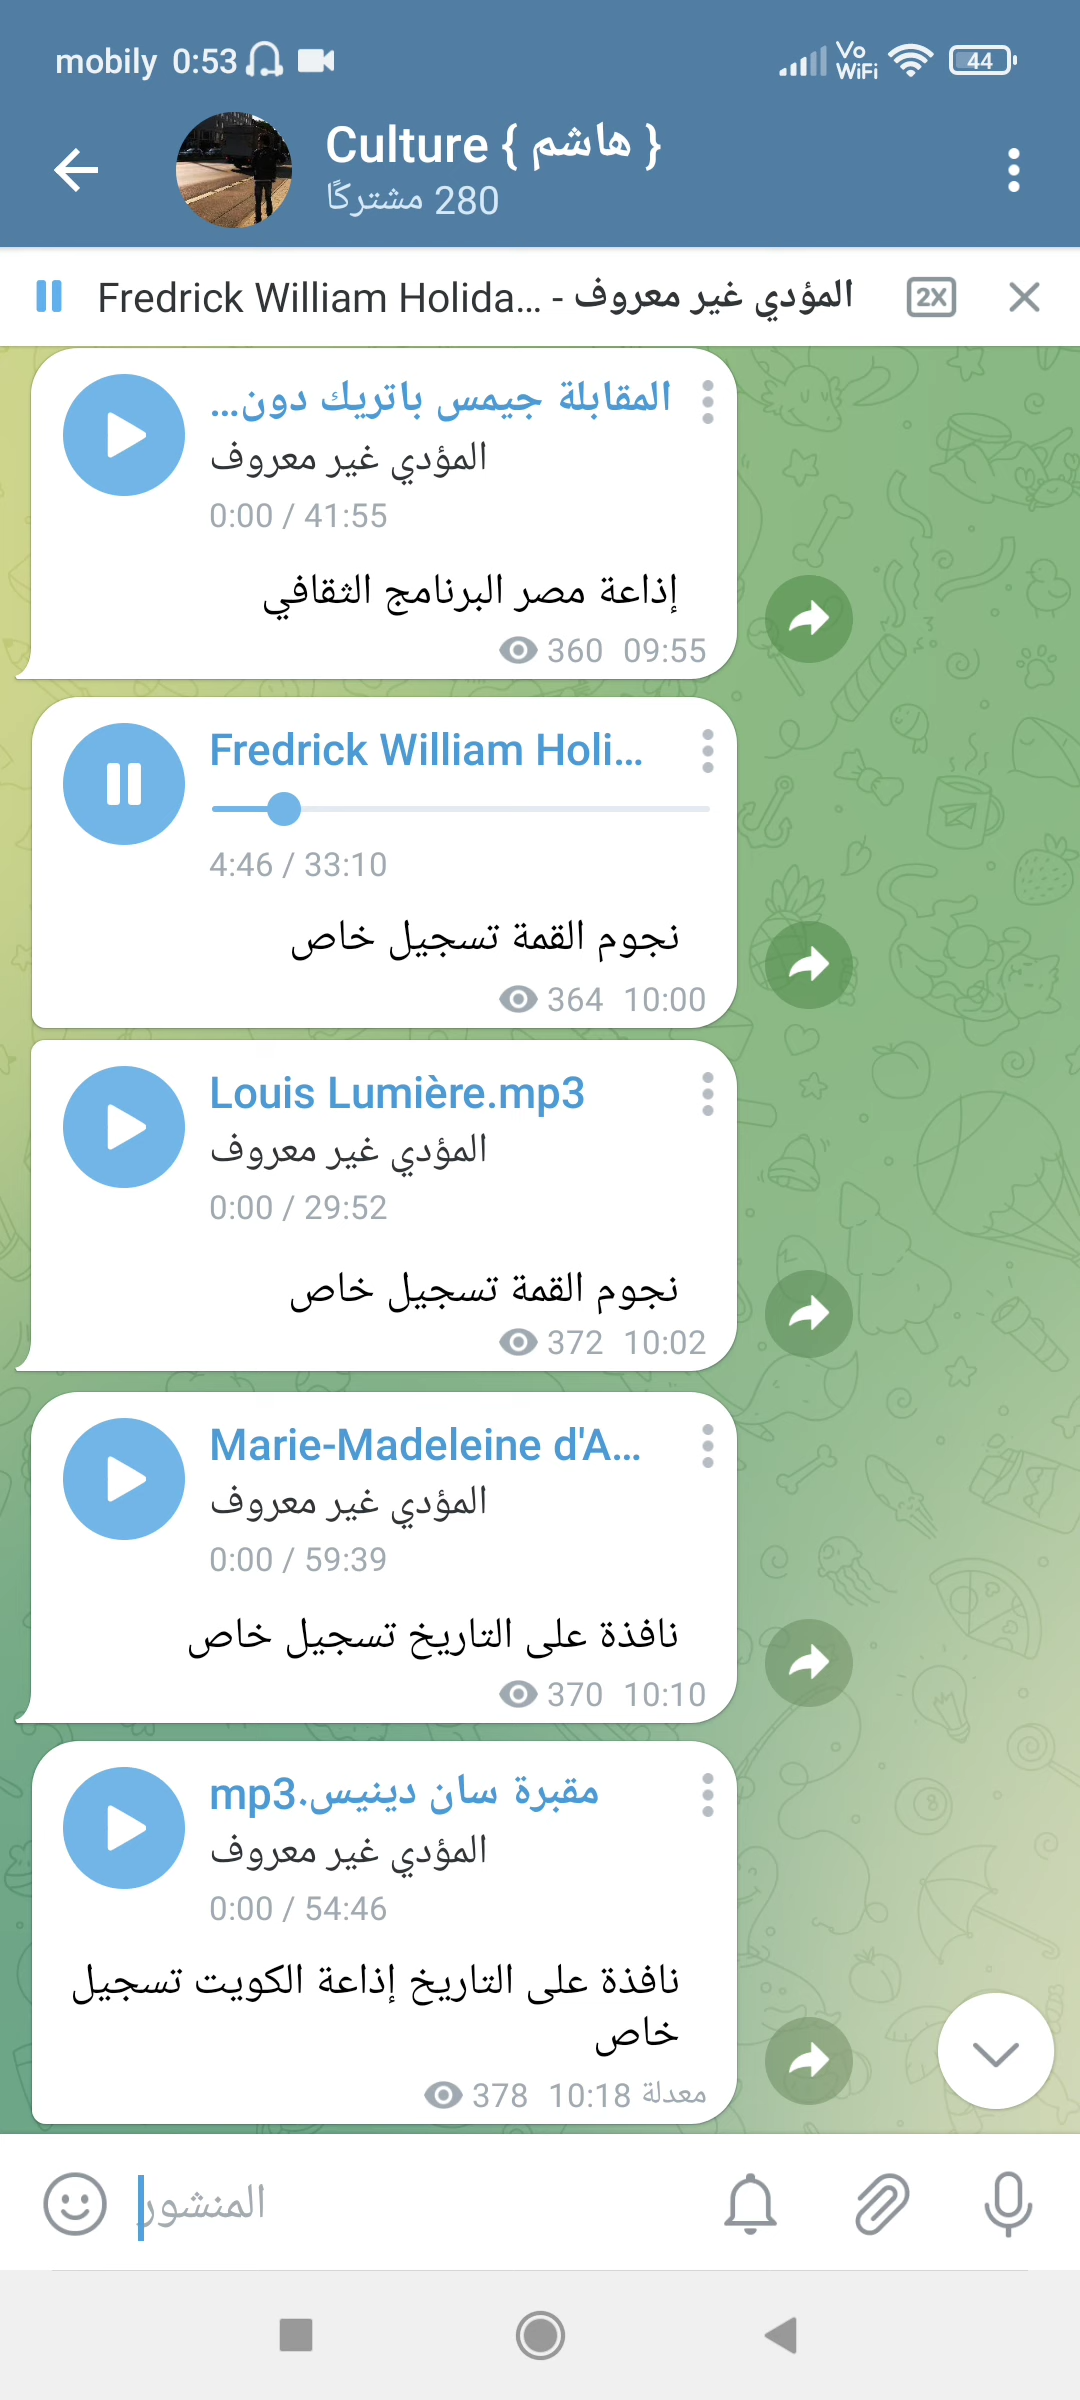 mobily 0:53 Vo WiFi 44
Culture { هاشم }
280 مشتركًا
Fredrick William Holida... - المؤدي غير معروف 2X
المقابلة جيمس باتريك دون...
المؤدي غير معروف
0:00 / 41:55
إذاعة مصر البرنامج الثقافي
360 09:55
Fredrick William Holi...
4:46 / 33:10
نجوم القمة تسجيل خاص
364 10:00
Louis Lumière.mp3
المؤدي غير معروف
0:00 / 29:52
نجوم القمة تسجيل خاص
372 10:02
Marie-Madeleine d'A...
المؤدي غير معروف
0:00 / 59:39
نافذة على التاريخ تسجيل خاص
370 10:10
مقبرة سان دينيس.mp3
المؤدي غير معروف
0:00 / 54:46
نافذة على التاريخ إذاعة الكويت تسجيل
خاص
378 10:18 معدلة
المنشور